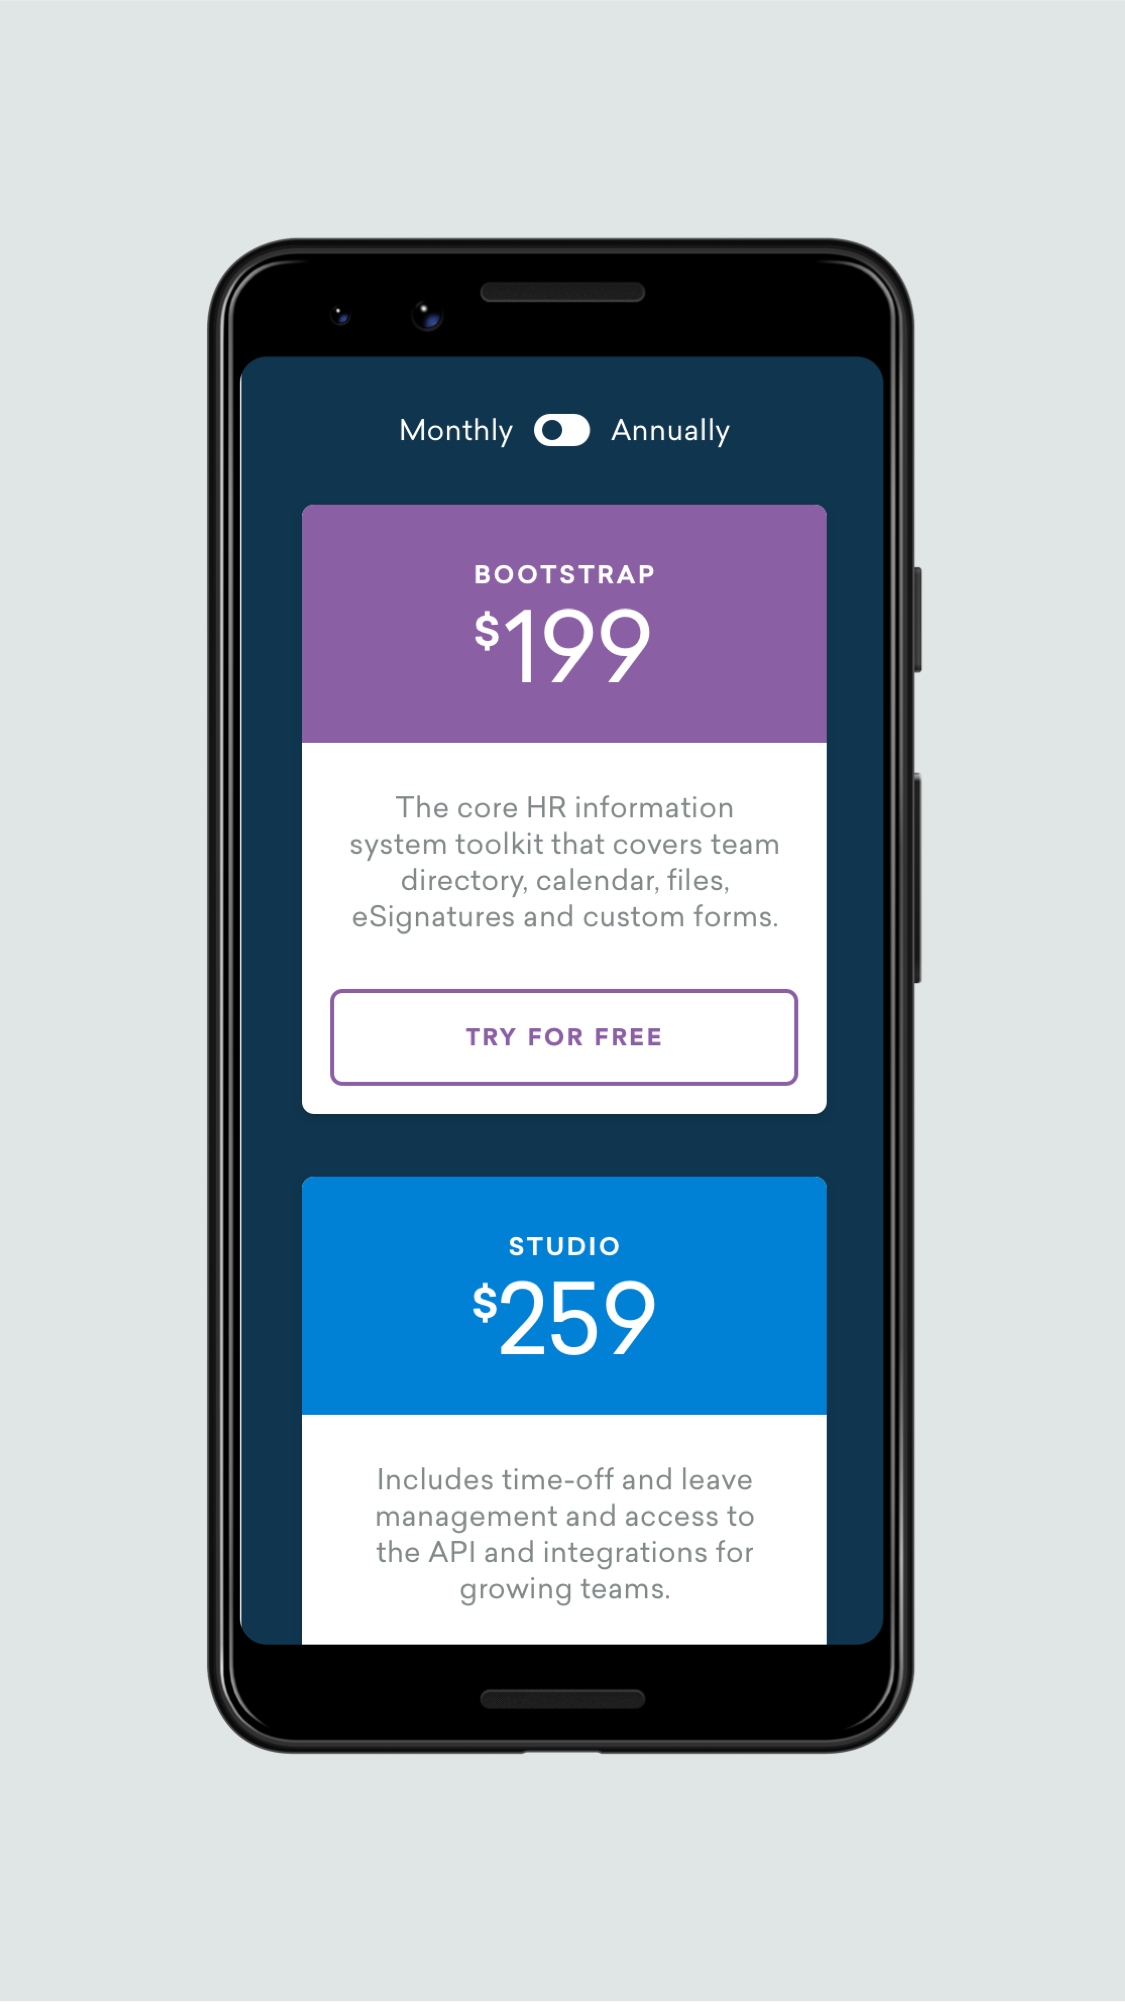 Monthly Annually
BOOTSTRAP
$199
The core HR information
system toolkit that covers team
directory, calendar, files,
eSignatures and custom forms.
TRY FOR FREE
STUDIO
$259
Includes time-off and leave
management and access to
the API and integrations for
growing teams.